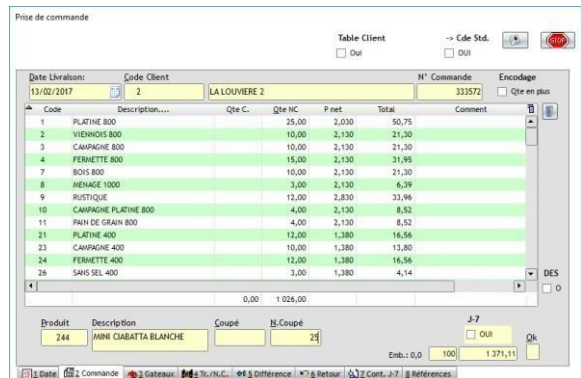 Prise de commande
Table Client
-> Cde Std.
Oui
OUI
STOP
Date Livraison:
Code Client
N° Commande
Encodage
13/02/2017
2
LA LOUVIERE 2
333572
Qte en plus
Code Description.... Qte C. Qte NC P net Total Comment
1 PLATINE 800 25,00 2,030 50,75
2 VIENNOIS 800 10,00 2,130 21,30
3 CAMPAGNE 800 10,00 2,130 21,30
4 FERMETTE 800 15,00 2,130 31,95
7 BOIS 800 10,00 2,130 21,30
8 MENAGE 1000 3,00 2,130 6,39
9 RUSTIQUE 12,00 2,830 33,96
10 CAMPAGNE PLATINE 800 4,00 2,130 8,52
11 PAIN DE GRAIN 800 4,00 2,130 8,52
21 PLATINE 400 12,00 1,380 16,56
23 CAMPAGNE 400 10,00 1,380 13,80
24 FERMETTE 400 12,00 1,380 16,56
26 SANS SEL 400 3,00 1,380 4,14
DES
O
0,00 1 026,00
Produit Description Coupé N.Coupé
J-7
244 MINI CIABATTA BLANCHE 25
OUI
Ok
Emb.: 0,0 100 1 371,11
1 Date 2 Commande 3 Gateaux 4 Tr./N.C. 5 Différence 6 Retour 7 Cont. J-7 8 Références